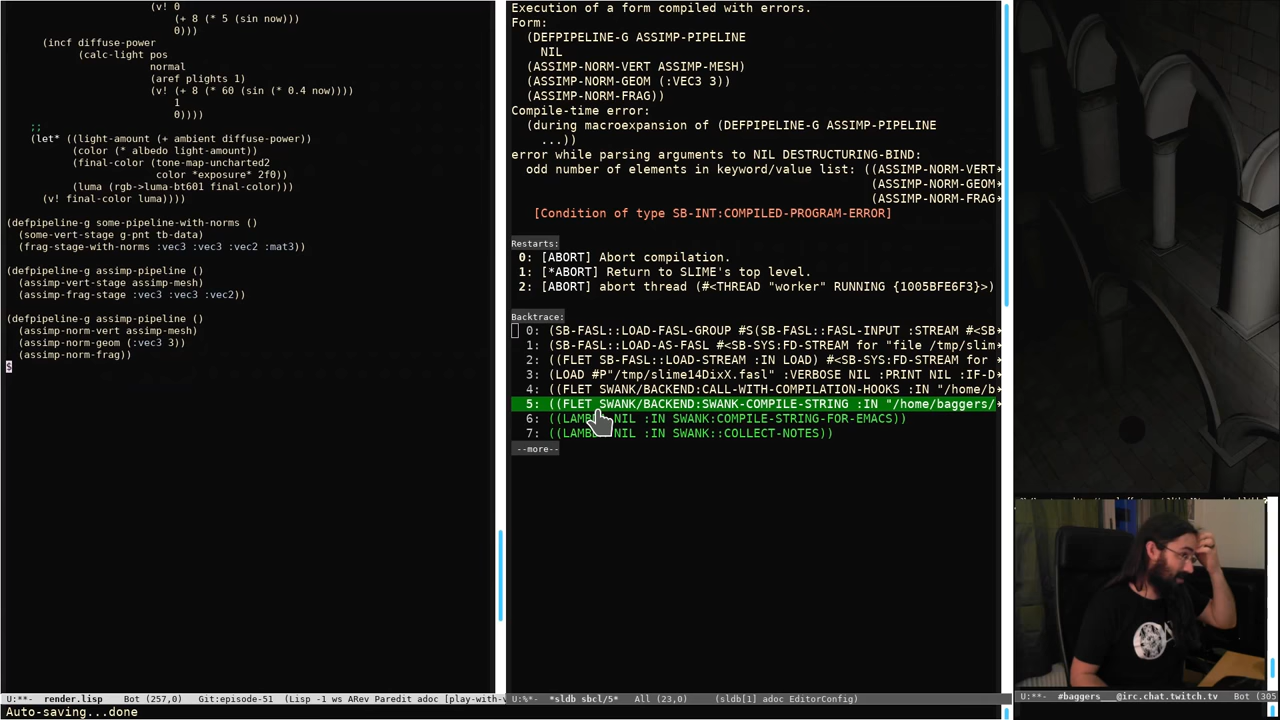 (v! 0
(+ 8 (* 5 (sin now)))
0)))
(incf diffuse-power
(calc-light pos
normal
(aref plights 1)
(v! (+ 8 (* 60 (sin (* 0.4 now))))
1
0))))
;;
(let* ((light-amount (+ ambient diffuse-power))
(color (* albedo light-amount))
(final-color (tone-map-uncharted2
color *exposure* 2f0))
(luma (rgb->luma-bt601 final-color)))
(v! final-color luma))))
(defpipeline-g some-pipeline-with-norms ()
(some-vert-stage g-pnt tb-data)
(frag-stage-with-norms :vec3 :vec3 :vec2 :mat3))
(defpipeline-g assimp-pipeline ()
(assimp-vert-stage assimp-mesh)
(assimp-frag-stage :vec3 :vec3 :vec2))
(defpipeline-g assimp-pipeline ()
(assimp-norm-vert assimp-mesh)
(assimp-norm-geom (:vec3 3))
(assimp-norm-frag))
U:**- render.lisp Bot (257,0) Git:episode-51 (Lisp -1 ws ARev Paredit adoc [play-with-
Auto-saving...done
Execution of a form compiled with errors.
Form:
(DEFPIPELINE-G ASSIMP-PIPELINE
NIL
(ASSIMP-NORM-VERT ASSIMP-MESH)
(ASSIMP-NORM-GEOM (:VEC3 3))
(ASSIMP-NORM-FRAG))
Compile-time error:
(during macroexpansion of (DEFPIPELINE-G ASSIMP-PIPELINE
...))
error while parsing arguments to NIL DESTRUCTURING-BIND:
odd number of elements in keyword/value list: ((ASSIMP-NORM-VERT
(ASSIMP-NORM-GEOM
(ASSIMP-NORM-FRAG
[Condition of type SB-INT:COMPILED-PROGRAM-ERROR]
Restarts:
0: [ABORT] Abort compilation.
1: [*ABORT] Return to SLIME's top level.
2: [ABORT] abort thread (#<THREAD "worker" RUNNING {1005BFE6F3}>)
Backtrace:
0: (SB-FASL::LOAD-FASL-GROUP #S(SB-FASL::FASL-INPUT :STREAM #<SB-
1: (SB-FASL::LOAD-AS-FASL #<SB-SYS:FD-STREAM for "file /tmp/slim
2: ((FLET SB-FASL::LOAD-STREAM :IN LOAD) #<SB-SYS:FD-STREAM for
3: (LOAD #P"/tmp/slime14DixX.fasl" :VERBOSE NIL :PRINT NIL :IF-D
4: ((FLET SWANK/BACKEND:CALL-WITH-COMPILATION-HOOKS :IN "/home/b
5: ((FLET SWANK/BACKEND:SWANK-COMPILE-STRING :IN "/home/baggers/
6: ((LAMBDA NIL :IN SWANK:COMPILE-STRING-FOR-EMACS))
7: ((LAMBDA NIL :IN SWANK::COLLECT-NOTES))
--more--
U:%*- *sldb sbcl/5* All (23,0) (sldb[1] adoc EditorConfig)
U:**- #baggers___@irc.chat.twitch.tv Bot (305